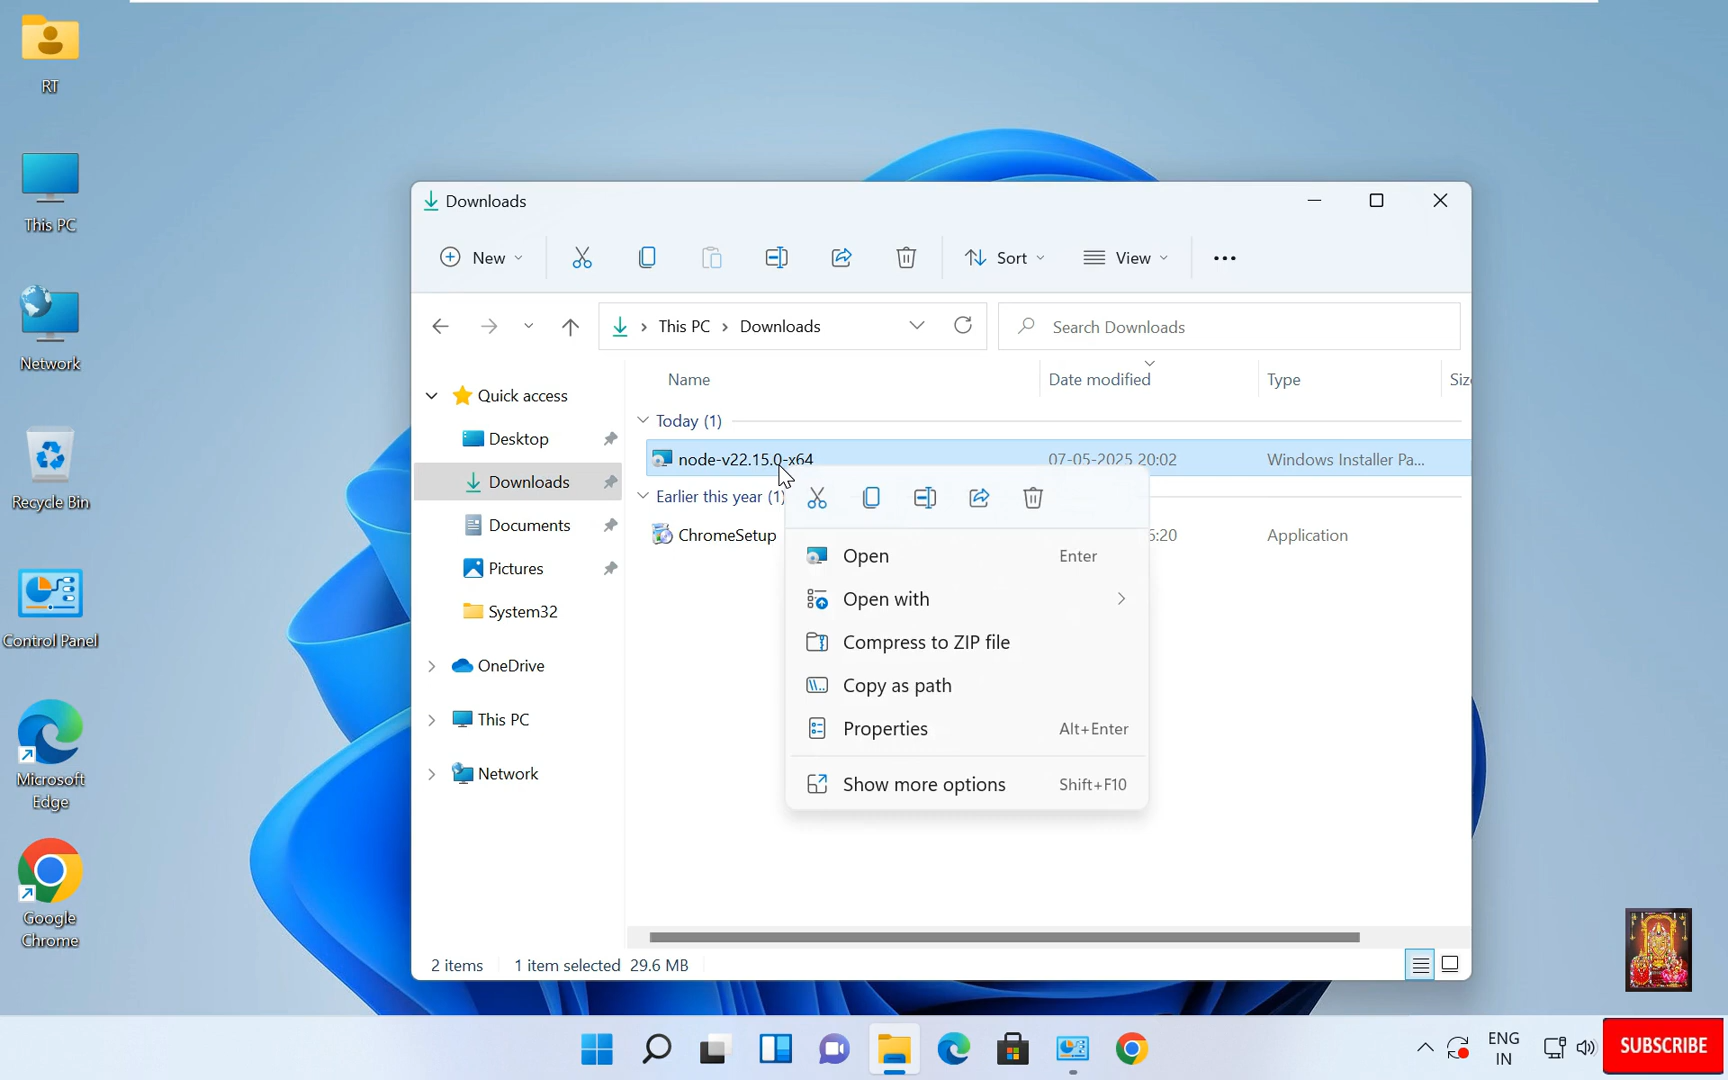 RT
This PC
Network
Recycle Bin
Control Panel
Microsoft
Edge
Google
Chrome
Downloads
New
Sort
View
This PC
Downloads
Search Downloads
Name
Date modified
Type
Siz
Quick access
Desktop
Downloads
Documents
Pictures
System32
OneDrive
This PC
Network
Today (1)
node-v22.15.0-x64
07-05-2025 20:02
Windows Installer Pa...
Earlier this year (1)
ChromeSetup
5:20
Application
Open
Enter
Open with
Compress to ZIP file
Copy as path
Properties
Alt+Enter
Show more options
Shift+F10
2 items
1 item selected 29.6 MB
ENG
IN
SUBSCRIBE